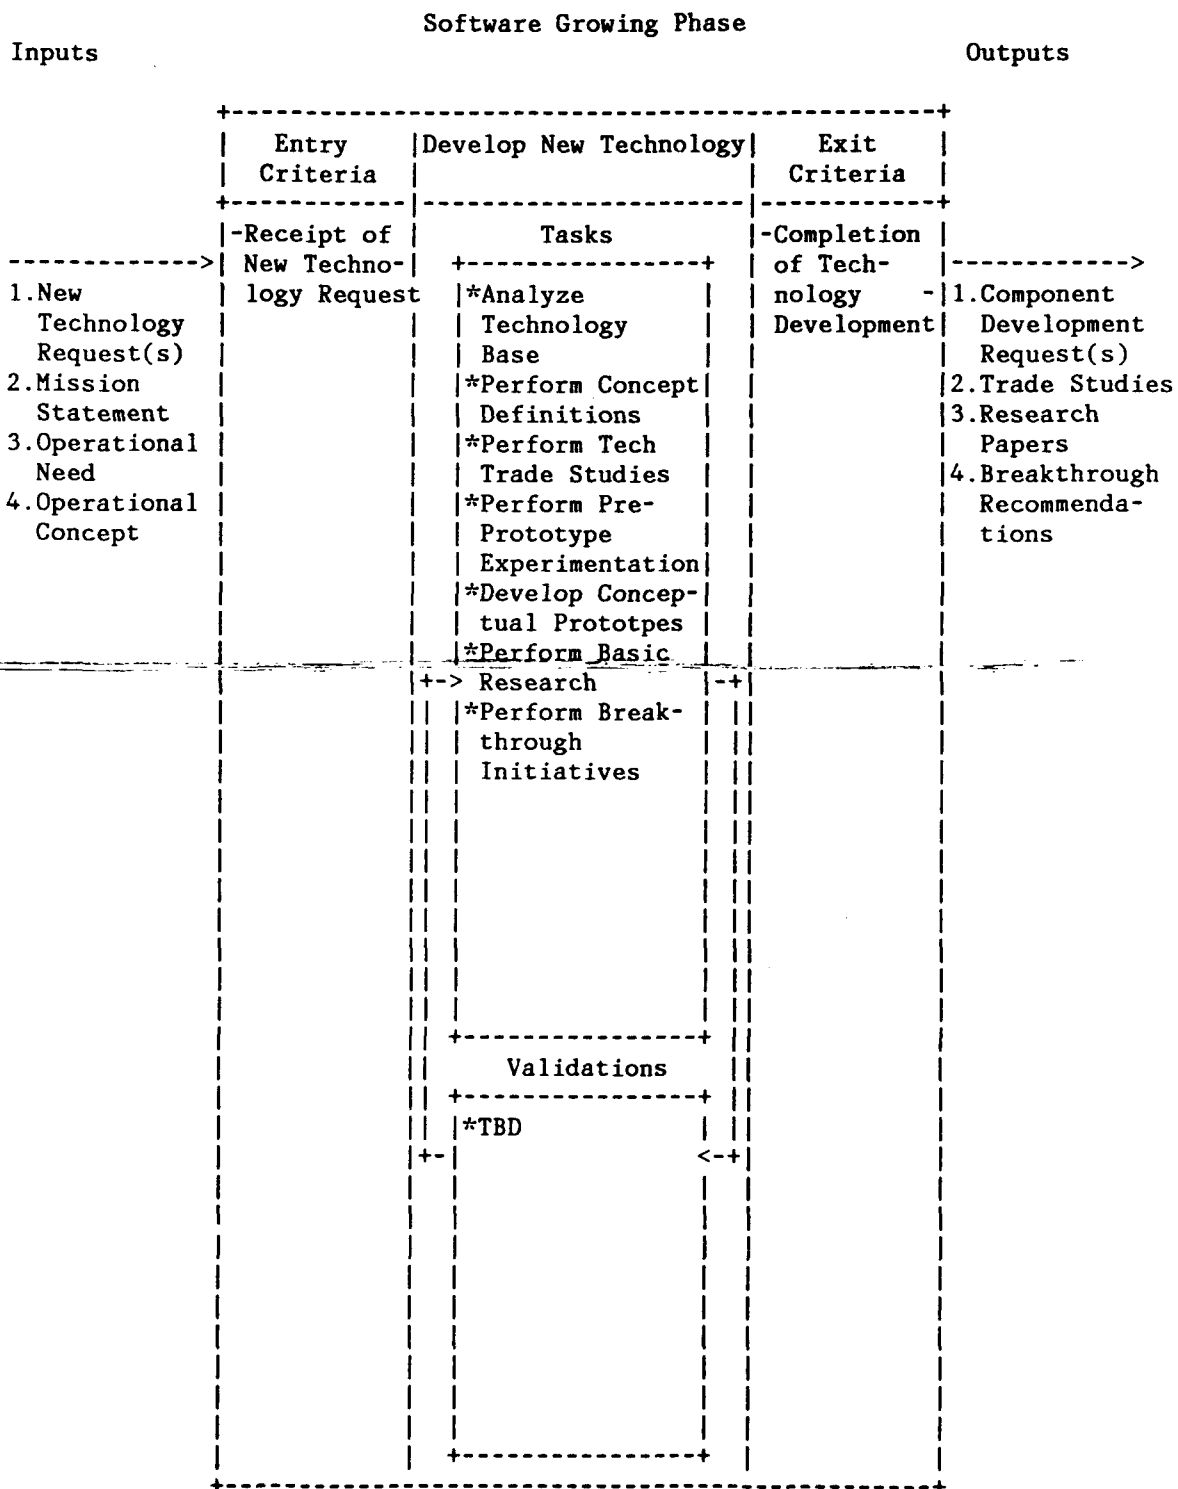 Software Growing Phase
Inputs
Outputs
Entry Criteria
Develop New Technology
Exit Criteria
-Receipt of
New Techno-
logy Request
Tasks
-Completion
of Tech-
nology -
Development
1.New
Technology
Request(s)
2.Mission
Statement
3.Operational
Need
4.Operational
Concept
*Analyze
Technology
Base
*Perform Concept
Definitions
*Perform Tech
Trade Studies
*Perform Pre-
Prototype
Experimentation
*Develop Concep-
tual Prototpes
*Perform Basic
Research
*Perform Break-
through
Initiatives
1.Component
Development
Request(s)
2.Trade Studies
3.Research
Papers
4.Breakthrough
Recommenda-
tions
Validations
*TBD